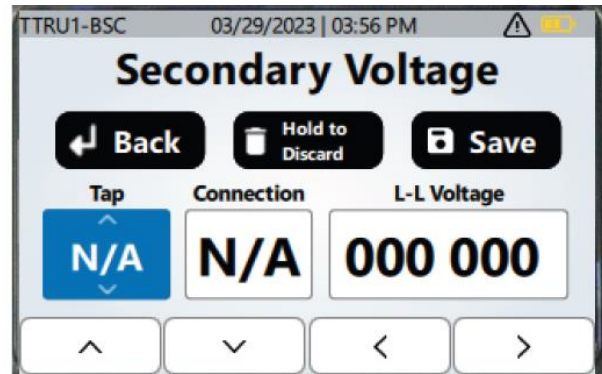 TTRU1-BSC 03/29/2023 | 03:56 PM
Secondary Voltage
Back Hold to Discard Save
Tap Connection L-L Voltage
N/A N/A 000 000